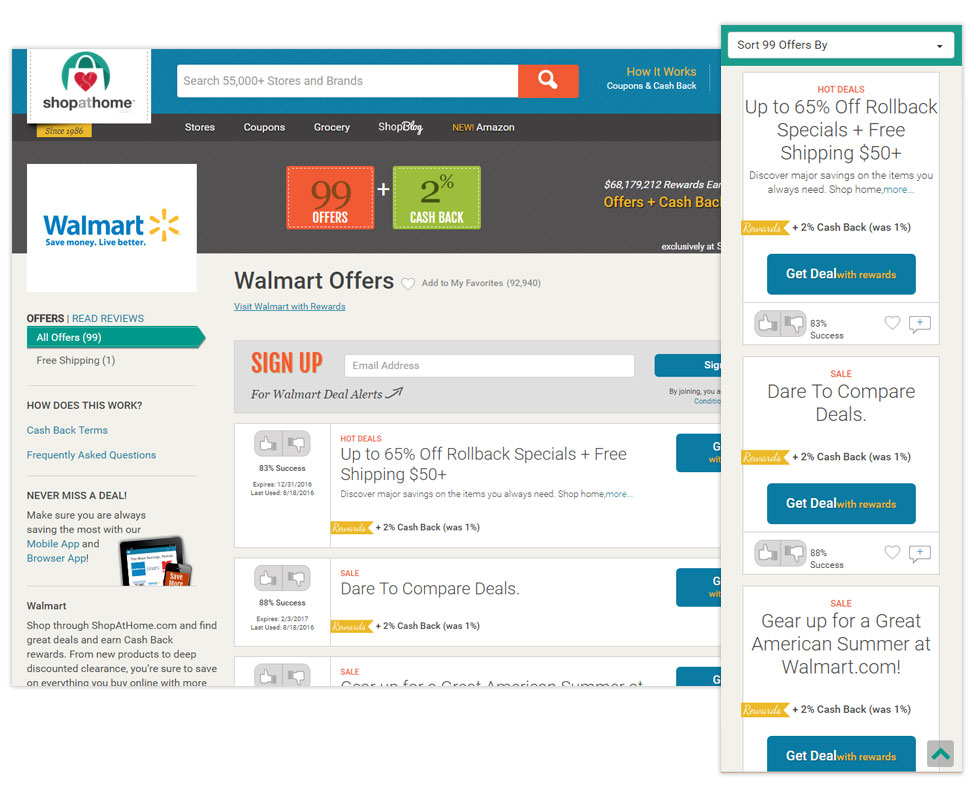 shopathome
Since 1986
Search 55,000+ Stores and Brands
How It Works
Coupons & Cash Back
Stores
Coupons
Grocery
ShopBlog
NEW! Amazon
Walmart
Save money. Live better.
99
OFFERS
+
2%
CASH BACK
$68,179,212 Rewards Ear
Offers + Cash Bac
exclusively at S
OFFERS | READ REVIEWS
All Offers (99)
Free Shipping (1)
HOW DOES THIS WORK?
Cash Back Terms
Frequently Asked Questions
NEVER MISS A DEAL!
Make sure you are always
saving the most with our
Mobile App and
Browser App!
Save
More
Walmart
Shop through ShopAtHome.com and find
great deals and earn Cash Back
rewards. From new products to deep
discounted clearance, you're sure to save
on everything you buy online with more
Walmart Offers
Add to My Favorites (92,940)
Visit Walmart with Rewards
SIGN UP
For Walmart Deal Alerts
Email Address
Sig
By joining, you a
Conditio
83% Success
Expires: 12/31/2016
Last Used: 8/18/2016
HOT DEALS
Up to 65% Off Rollback Specials + Free
Shipping $50+
Discover major savings on the items you always need. Shop home,more...
Rewards + 2% Cash Back (was 1%)
G
wit
88% Success
Expires: 2/3/2017
Last Used: 8/18/2016
SALE
Dare To Compare Deals.
Rewards + 2% Cash Back (was 1%)
G
wit
SALE
Gear up for a Great American Summer at
G
Sort 99 Offers By
HOT DEALS
Up to 65% Off Rollback
Specials + Free
Shipping $50+
Discover major savings on the items you
always need. Shop home,more...
Rewards + 2% Cash Back (was 1%)
Get Deal with rewards
83%
Success
SALE
Dare To Compare
Deals.
Rewards + 2% Cash Back (was 1%)
Get Deal with rewards
88%
Success
SALE
Gear up for a Great
American Summer at
Walmart.com!
Rewards + 2% Cash Back (was 1%)
Get Deal with rewards